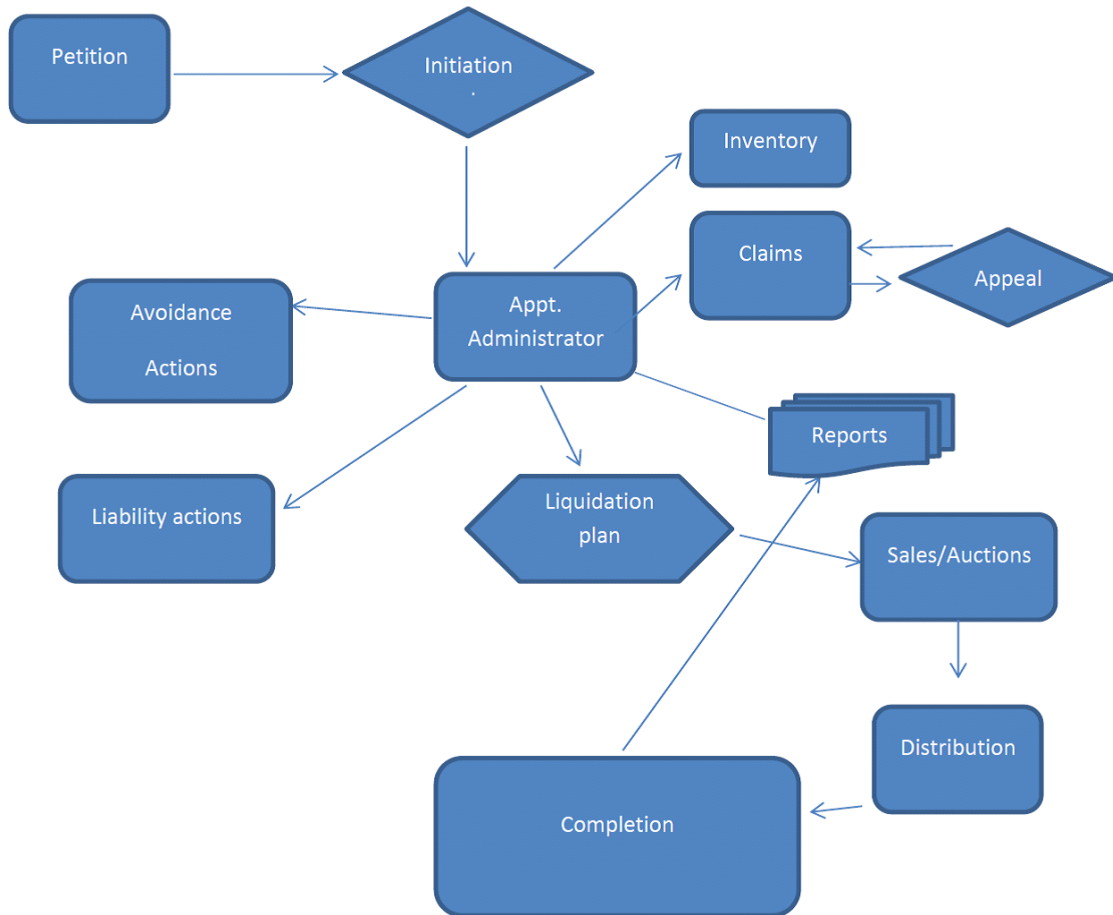 Petition
Initiation
.
Inventory
Claims
Appeal
Avoidance
Actions
Appt.
Administrator
Reports
Liability actions
Liquidation
plan
Sales/Auctions
Distribution
Completion